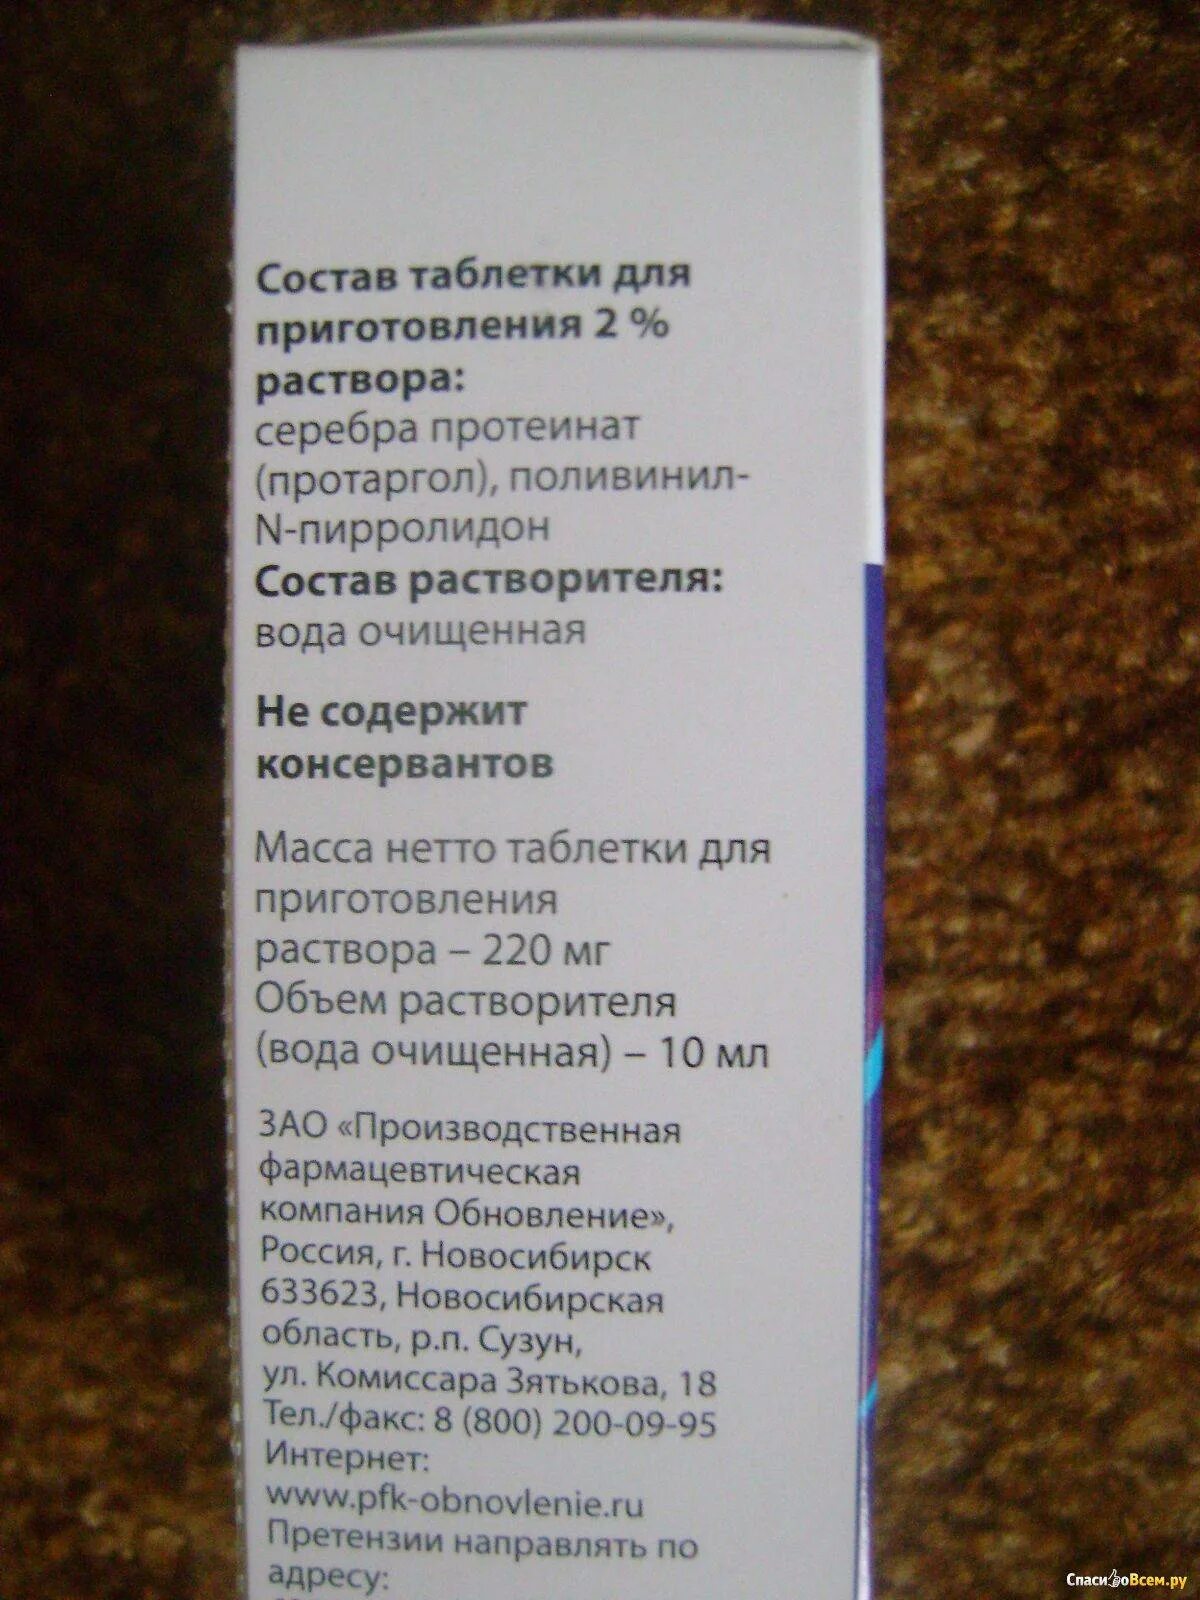 Состав таблетки для
приготовления 2 %
раствора:
серебра протеинат
(протаргол), поливинил-
N-пирролидон
Состав растворителя:
вода очищенная
Не содержит
консервантов
Масса нетто таблетки для
приготовления
раствора – 220 мг
Объем растворителя
(вода очищенная) – 10 мл
ЗАО «Производственная
фармацевтическая
компания Обновление»,
Россия, г. Новосибирск
633623, Новосибирская
область, р.п. Сузун,
ул. Комиссара Зятькова, 18
Тел./факс: 8 (800) 200-09-95
Интернет:
www.pfk-obnovlenie.ru
Претензии направлять по
адресу:
СпасибоВсем.ру